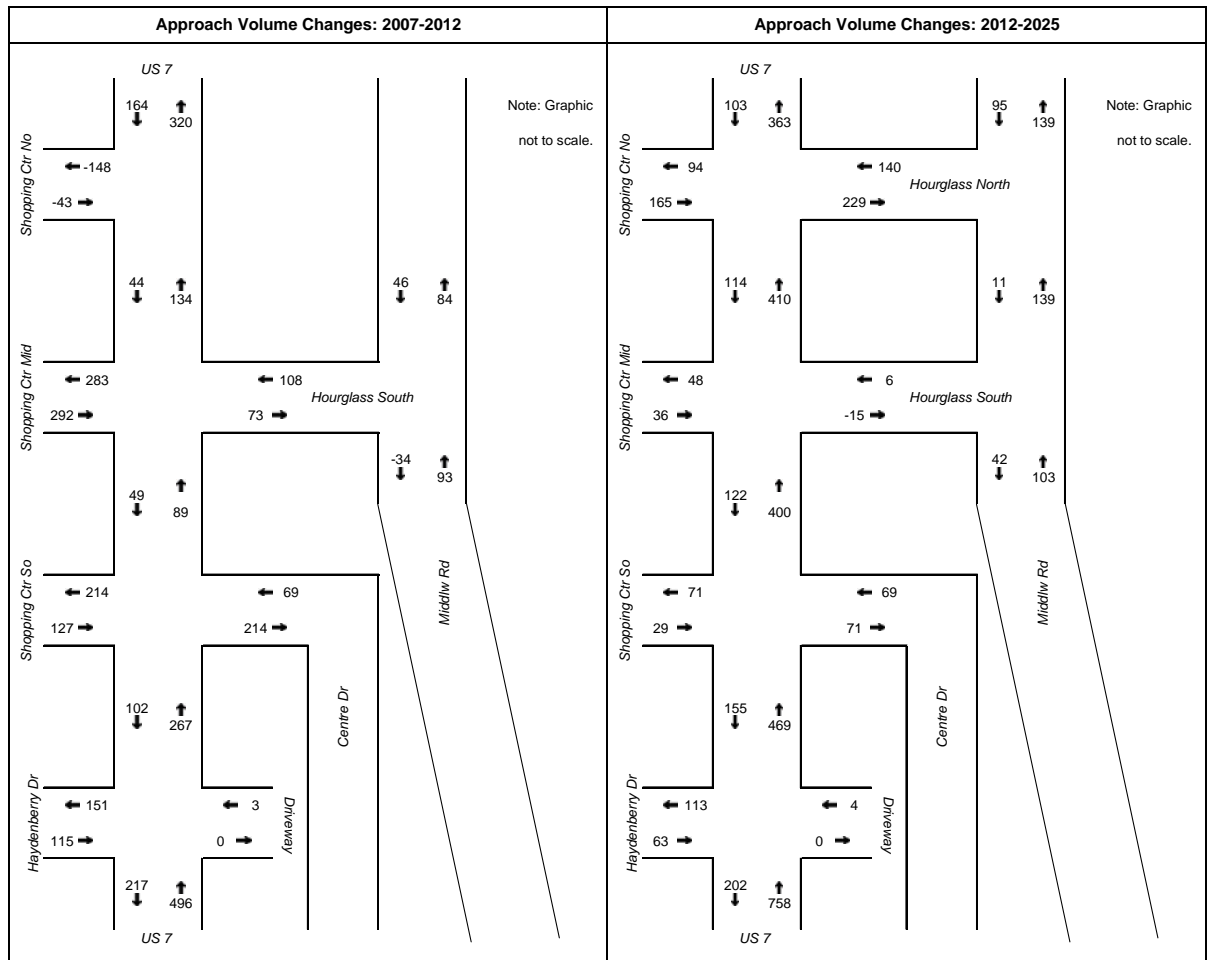 Approach Volume Changes: 2007-2012
US 7
164
320
Note: Graphic
not to scale.
Shopping Ctr No
-148
-43
44
134
46
84
Shopping Ctr Mid
283
108
Hourglass South
292
73
-34
93
49
89
Shopping Ctr So
214
69
127
214
Middlw Rd
102
267
Centre Dr
Haydenberry Dr
151
3
Driveway
115
0
217
496
US 7
Approach Volume Changes: 2012-2025
US 7
103
363
95
139
Note: Graphic
not to scale.
Shopping Ctr No
94
140
Hourglass North
165
229
114
410
11
139
Shopping Ctr Mid
48
6
Hourglass South
36
-15
42
103
122
400
Shopping Ctr So
71
69
29
71
Middlw Rd
155
469
Centre Dr
Haydenberry Dr
113
4
Driveway
63
0
202
758
US 7